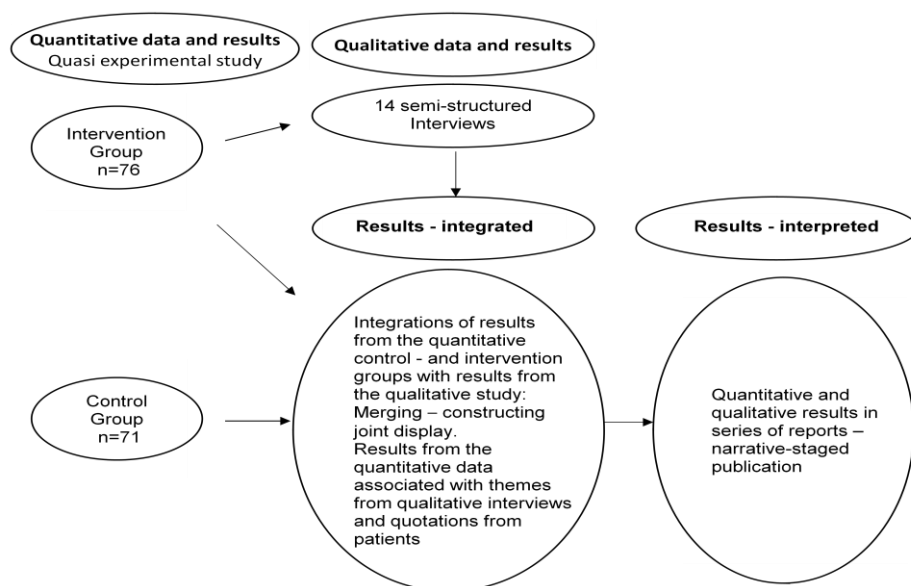 Quantitative data and results
Quasi experimental study
Qualitative data and results
14 semi-structured
Interviews
Intervention
Group
n=76
Results - integrated
Results - interpreted
Integrations of results
from the quantitative
control - and intervention
groups with results from
the qualitative study:
Merging – constructing
joint display.
Results from the
quantitative data
associated with themes
from qualitative interviews
and quotations from
patients
Control
Group
n=71
Quantitative and
qualitative results in
series of reports –
narrative-staged
publication